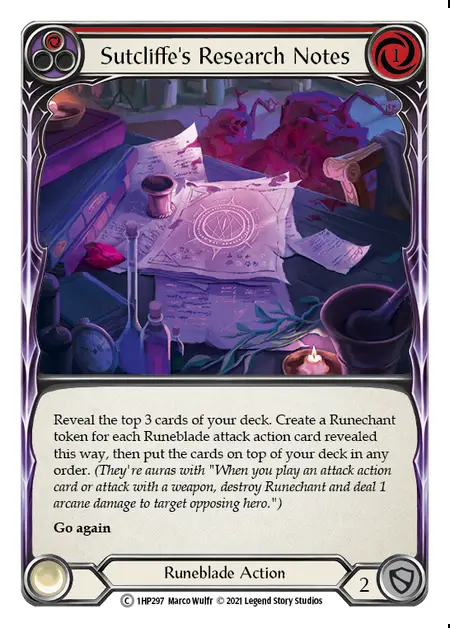 Sutcliffe's Research Notes
1
Reveal the top 3 cards of your deck. Create a Runechant
token for each Runeblade attack action card revealed
this way, then put the cards on top of your deck in any
order. (They're auras with "When you play an attack action
card or attack with a weapon, destroy Runechant and deal 1
arcane damage to target opposing hero.")
Go again
Runeblade Action
2
C 1HP297 Marco Wulfr © 2021 Legend Story Studios